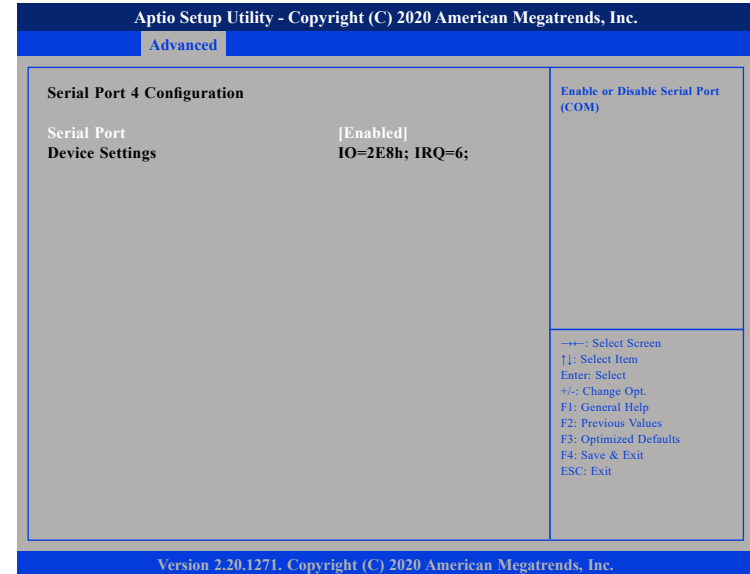 Aptio Setup Utility - Copyright (C) 2020 American Megatrends, Inc.
Advanced
Serial Port 4 Configuration
Serial Port [Enabled]
Device Settings IO=2E8h; IRQ=6;
Enable or Disable Serial Port
(COM)
→←: Select Screen
↑↓: Select Item
Enter: Select
+/-: Change Opt.
F1: General Help
F2: Previous Values
F3: Optimized Defaults
F4: Save & Exit
ESC: Exit
Version 2.20.1271. Copyright (C) 2020 American Megatrends, Inc.